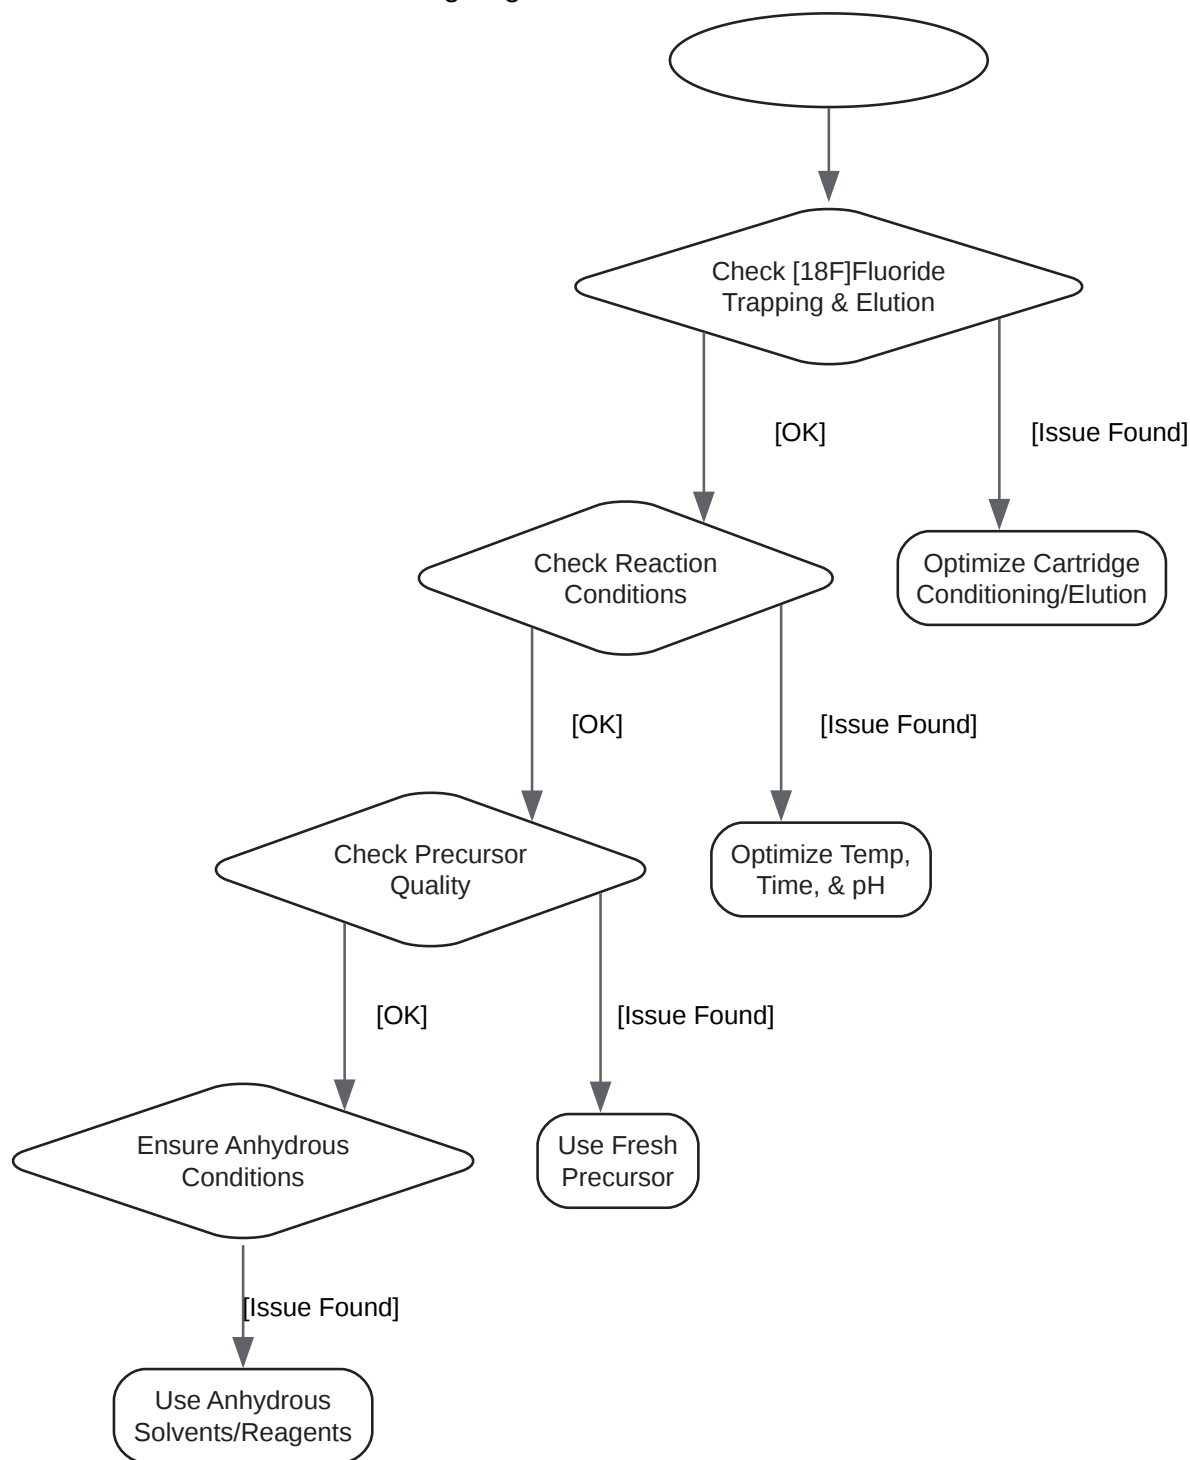 Check [18F]Fluoride
Trapping & Elution
[OK]
[Issue Found]
Check Reaction
Conditions
Optimize Cartridge
Conditioning/Elution
[OK]
[Issue Found]
Check Precursor
Quality
Optimize Temp,
Time, & pH
[OK]
[Issue Found]
Ensure Anhydrous
Conditions
Use Fresh
Precursor
[Issue Found]
Use Anhydrous
Solvents/Reagents